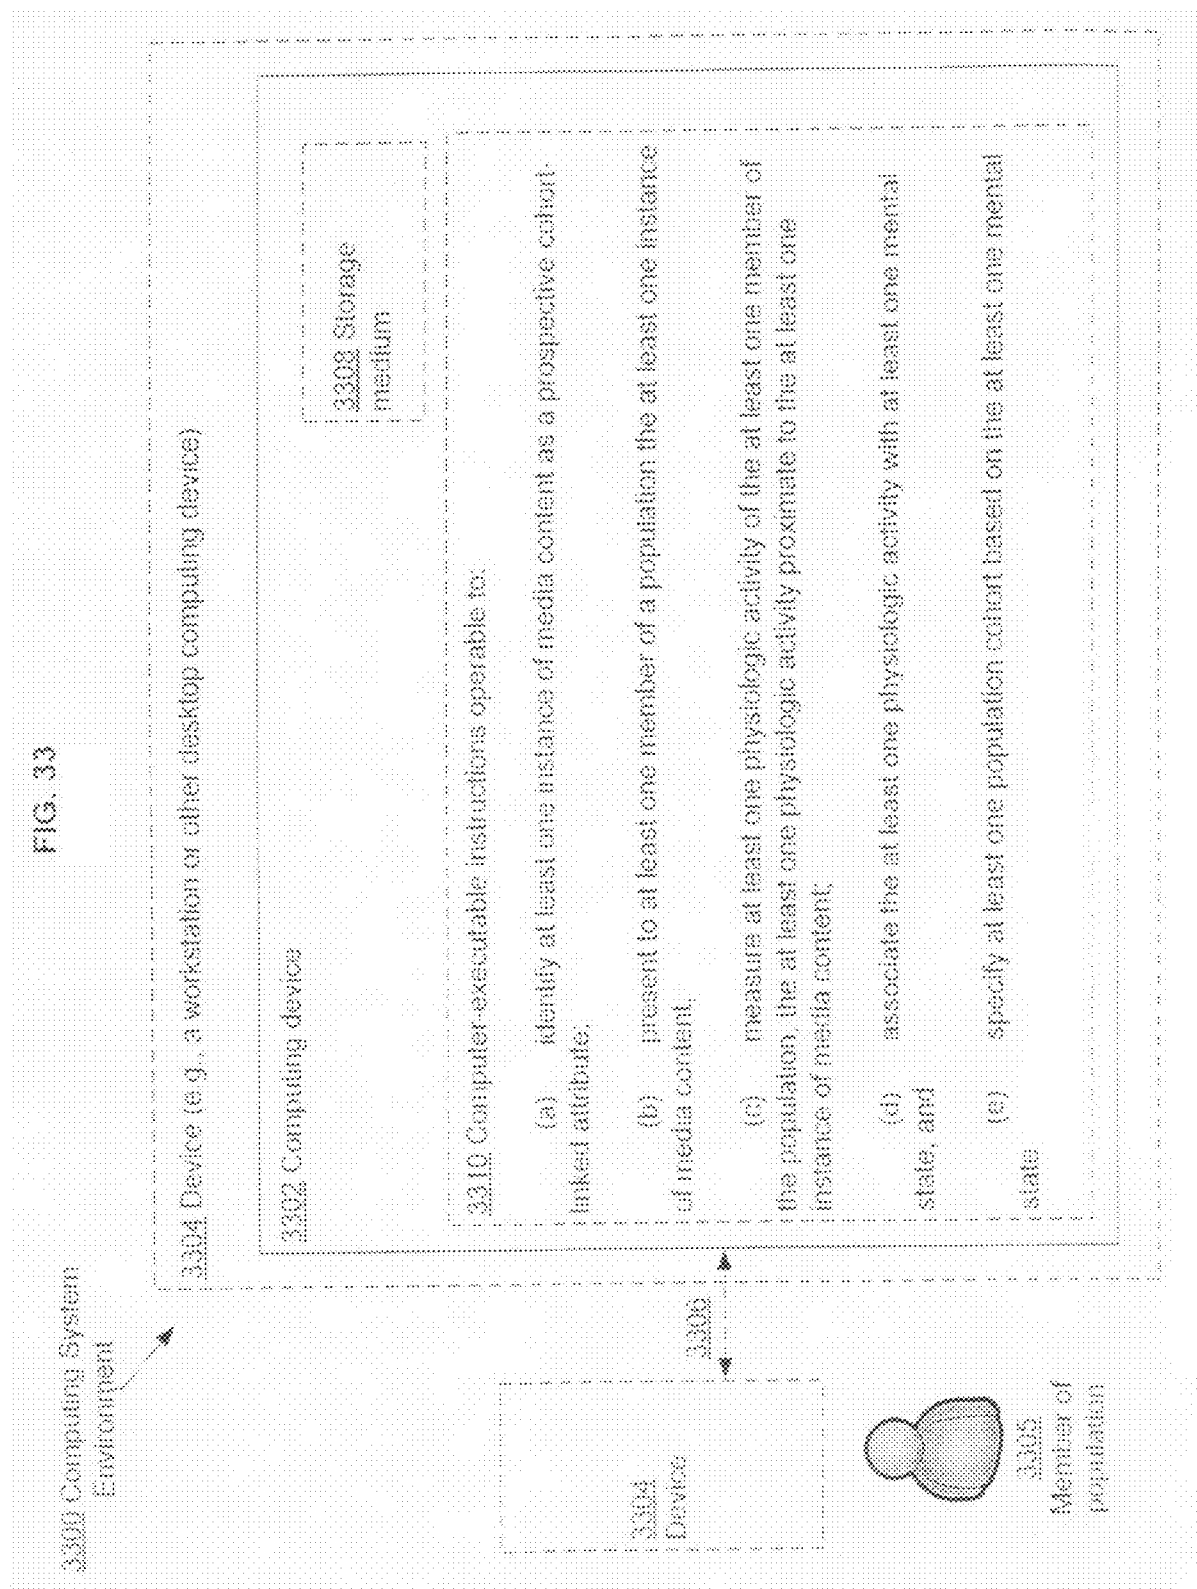 FIG. 33
3300 Computing System
Environment
3304 Device (e.g., a workstation or other desktop computing device)
3302 Computing device
3308 Storage
medium
3310 Computer-executable instructions operable to:
(a) identify at least one instance of media content as a prospective cohort-
linked attribute;
(b) present to at least one member of a population the at least one instance
of media content;
(c) measure at least one physiologic activity of the at least one member of
the population, the at least one physiologic activity proximate to the at least one
instance of media content;
(d) associate the at least one physiologic activity with at least one mental
state; and
(e) specify at least one population cohort based on the at least one mental
state
3306
3304
Device
3305
Member of
population